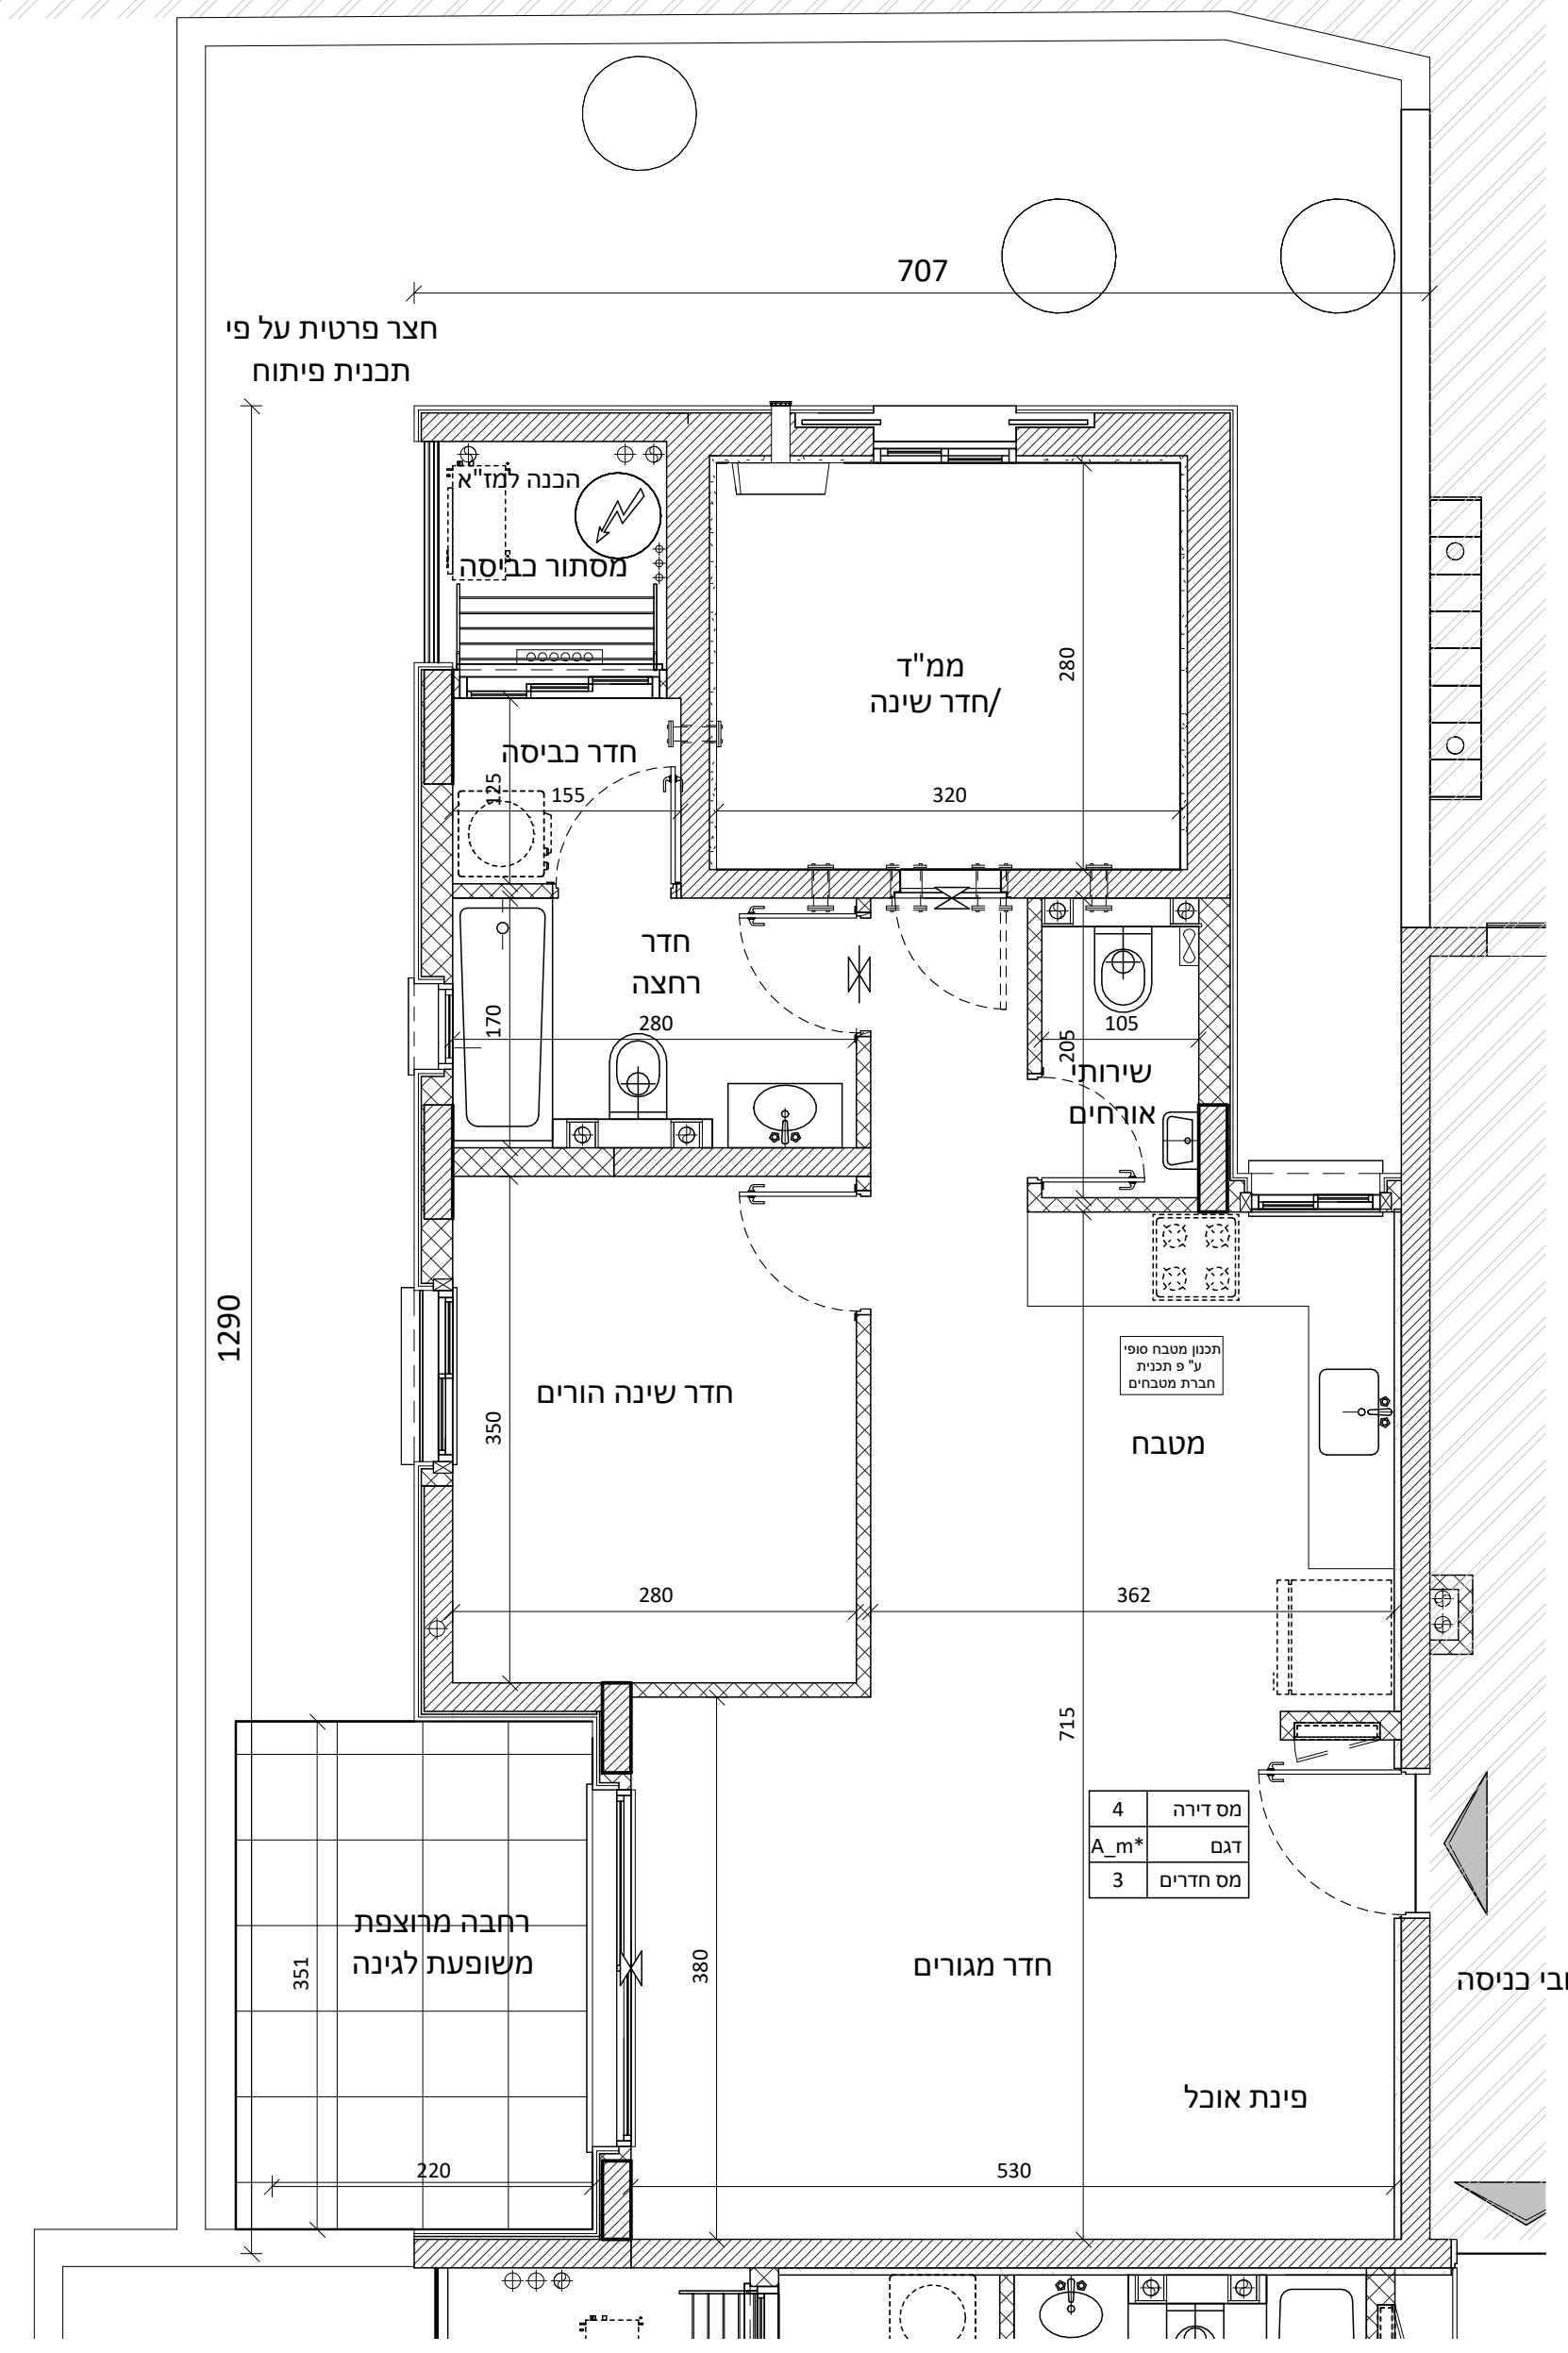 707
חצר פרטית על פי
תכנית פיתוח
הכנה למז"א
מסתור כביסה
ממ"ד
חדר שינה/
280
חדר כביסה
125
155
320
חדר
רחצה
170
280
105
205
שירותי
אורחים
1290
תכנון מטבח סופי
ע" פ תכנית
חברת מטבחים
חדר שינה הורים
350
מטבח
280
362
715
מס דירה 4
דגם A_m*
מס חדרים 3
רחבה מרוצפת
משופעת לגינה
351
380
חדר מגורים
בי כניסה
פינת אוכל
220
530